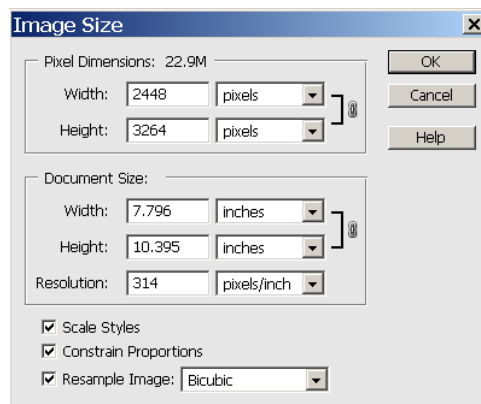 Image Size
Pixel Dimensions: 22.9M
OK
Width: 2448 pixels
Cancel
Height: 3264 pixels
Help
Document Size:
Width: 7.796 inches
Height: 10.395 inches
Resolution: 314 pixels/inch
Scale Styles
Constrain Proportions
Resample Image: Bicubic